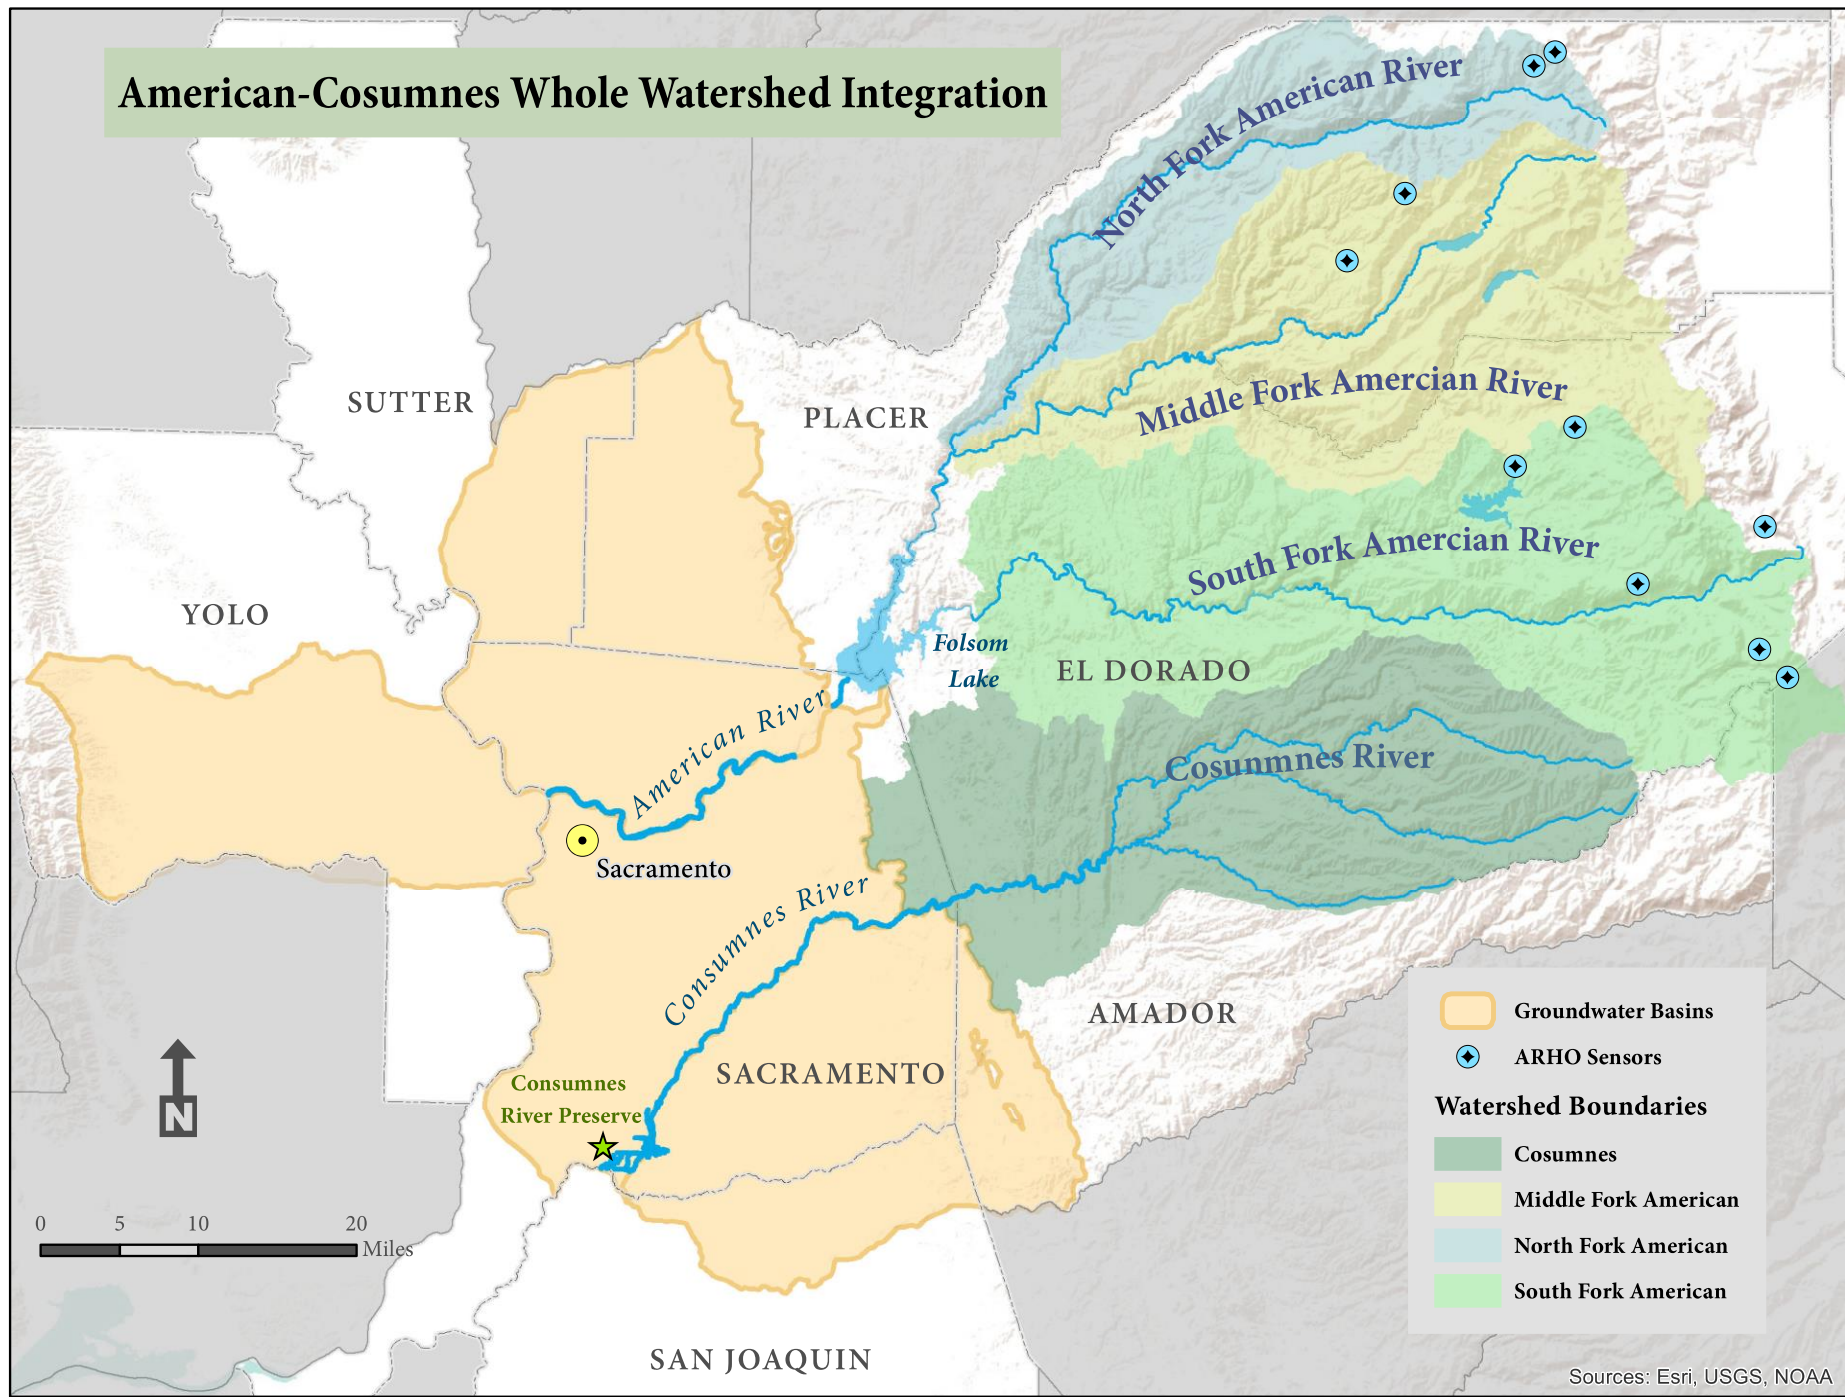 American-Cosumnes Whole Watershed Integration
North Fork American River
SUTTER
PLACER
Middle Fork Amercian River
South Fork Amercian River
YOLO
Folsom
Lake
EL DORADO
American River
Cosunmnes River
Sacramento
Consumnes River
AMADOR
SACRAMENTO
Consumnes
River Preserve
N
0 5 10 20
Miles
SAN JOAQUIN
Groundwater Basins
ARHO Sensors
Watershed Boundaries
Cosumnes
Middle Fork American
North Fork American
South Fork American
Sources: Esri, USGS, NOAA